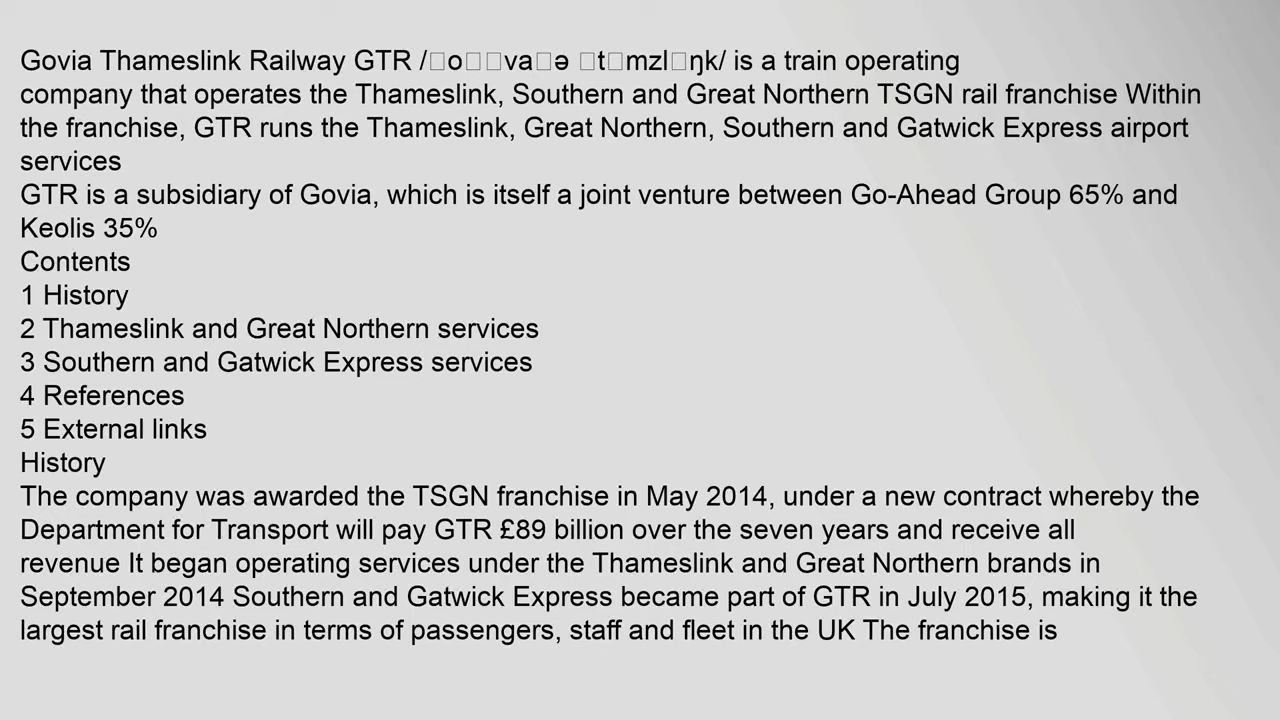 Govia Thameslink Railway GTR /□o□□va□ə □t□mzl□ŋk/ is a train operating
company that operates the Thameslink, Southern and Great Northern TSGN rail franchise Within
the franchise, GTR runs the Thameslink, Great Northern, Southern and Gatwick Express airport
services
GTR is a subsidiary of Govia, which is itself a joint venture between Go-Ahead Group 65% and
Keolis 35%
Contents
1 History
2 Thameslink and Great Northern services
3 Southern and Gatwick Express services
4 References
5 External links
History
The company was awarded the TSGN franchise in May 2014, under a new contract whereby the
Department for Transport will pay GTR £89 billion over the seven years and receive all
revenue It began operating services under the Thameslink and Great Northern brands in
September 2014 Southern and Gatwick Express became part of GTR in July 2015, making it the
largest rail franchise in terms of passengers, staff and fleet in the UK The franchise is